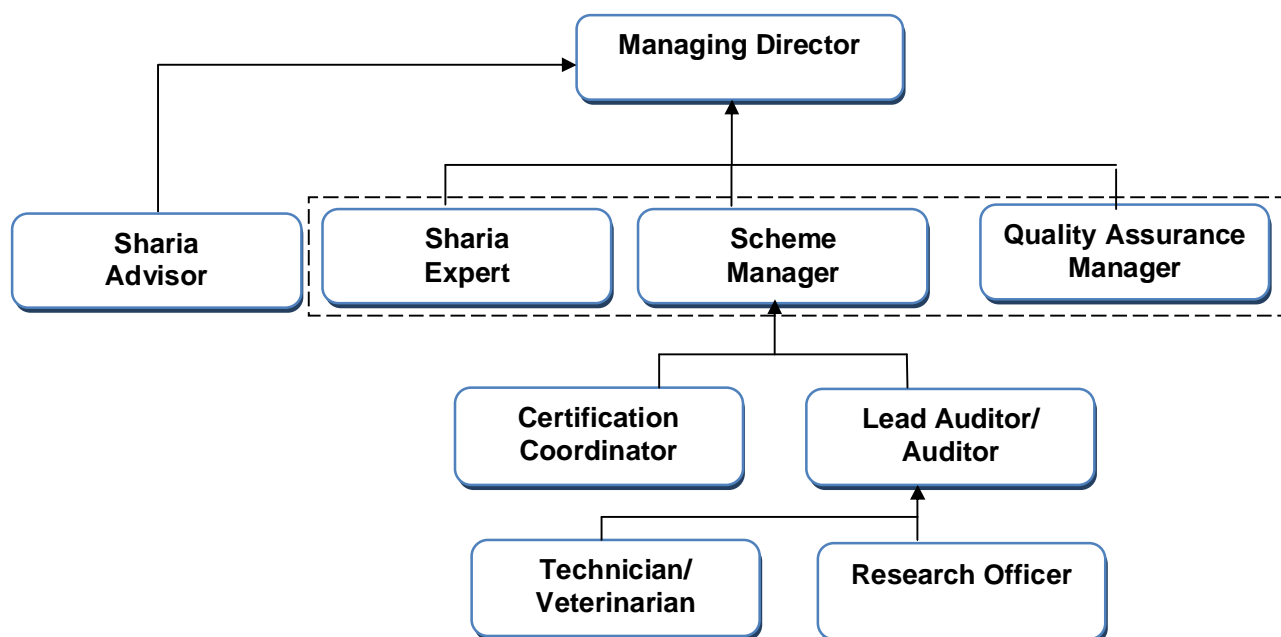 Managing Director
Sharia
Advisor
Sharia
Expert
Scheme
Manager
Quality Assurance
Manager
Certification
Coordinator
Lead Auditor/
Auditor
Technician/
Veterinarian
Research Officer